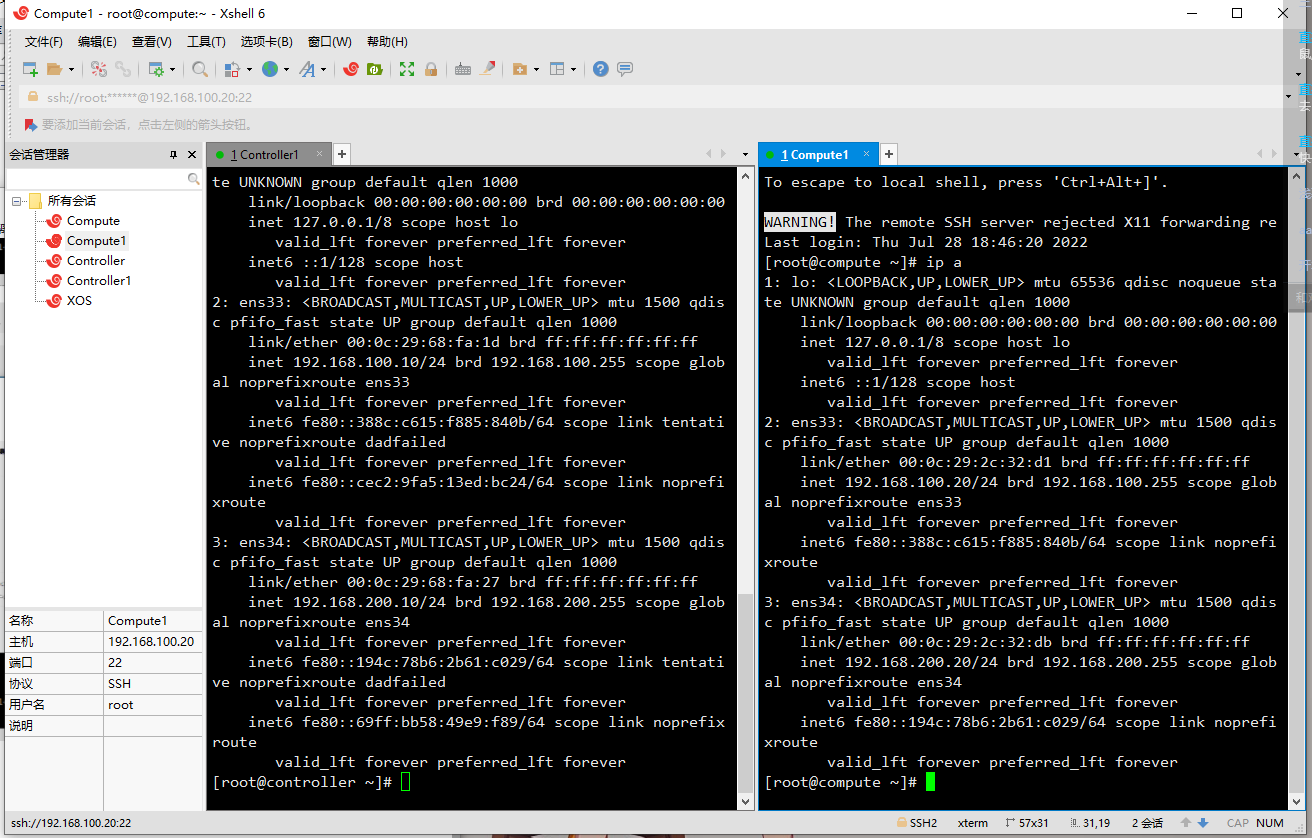 Compute1 - root@compute:~ - Xshell 6
文件(F) 编辑(E) 查看(V) 工具(T) 选项卡(B) 窗口(W) 帮助(H)
ssh://root:******@192.168.100.20:22
要添加当前会话，点击左侧的箭头按钮。
会话管理器
所有会话
Compute
Compute1
Controller
Controller1
XOS
名称 Compute1
主机 192.168.100.20
端口 22
协议 SSH
用户名 root
说明
1 Controller1
te UNKNOWN group default qlen 1000
link/loopback 00:00:00:00:00:00 brd 00:00:00:00:00:00
inet 127.0.0.1/8 scope host lo
valid_lft forever preferred_lft forever
inet6 ::1/128 scope host
valid_lft forever preferred_lft forever
2: ens33: <BROADCAST,MULTICAST,UP,LOWER_UP> mtu 1500 qdis
c pfifo_fast state UP group default qlen 1000
link/ether 00:0c:29:68:fa:1d brd ff:ff:ff:ff:ff:ff
inet 192.168.100.10/24 brd 192.168.100.255 scope glob
al noprefixroute ens33
valid_lft forever preferred_lft forever
inet6 fe80::388c:c615:f885:840b/64 scope link tentati
ve noprefixroute dadfailed
valid_lft forever preferred_lft forever
inet6 fe80::cec2:9fa5:13ed:bc24/64 scope link noprefi
xroute
valid_lft forever preferred_lft forever
3: ens34: <BROADCAST,MULTICAST,UP,LOWER_UP> mtu 1500 qdis
c pfifo_fast state UP group default qlen 1000
link/ether 00:0c:29:68:fa:27 brd ff:ff:ff:ff:ff:ff
inet 192.168.200.10/24 brd 192.168.200.255 scope glob
al noprefixroute ens34
valid_lft forever preferred_lft forever
inet6 fe80::194c:78b6:2b61:c029/64 scope link tentati
ve noprefixroute dadfailed
valid_lft forever preferred_lft forever
inet6 fe80::69ff:bb58:49e9:f89/64 scope link noprefix
route
valid_lft forever preferred_lft forever
[root@controller ~]#
1 Compute1
To escape to local shell, press 'Ctrl+Alt+]'.
WARNING! The remote SSH server rejected X11 forwarding re
Last login: Thu Jul 28 18:46:20 2022
[root@compute ~]# ip a
1: lo: <LOOPBACK,UP,LOWER_UP> mtu 65536 qdisc noqueue sta
te UNKNOWN group default qlen 1000
link/loopback 00:00:00:00:00:00 brd 00:00:00:00:00:00
inet 127.0.0.1/8 scope host lo
valid_lft forever preferred_lft forever
inet6 ::1/128 scope host
valid_lft forever preferred_lft forever
2: ens33: <BROADCAST,MULTICAST,UP,LOWER_UP> mtu 1500 qdis
c pfifo_fast state UP group default qlen 1000
link/ether 00:0c:29:2c:32:d1 brd ff:ff:ff:ff:ff:ff
inet 192.168.100.20/24 brd 192.168.100.255 scope glob
al noprefixroute ens33
valid_lft forever preferred_lft forever
inet6 fe80::388c:c615:f885:840b/64 scope link noprefi
xroute
valid_lft forever preferred_lft forever
3: ens34: <BROADCAST,MULTICAST,UP,LOWER_UP> mtu 1500 qdis
c pfifo_fast state UP group default qlen 1000
link/ether 00:0c:29:2c:32:db brd ff:ff:ff:ff:ff:ff
inet 192.168.200.20/24 brd 192.168.200.255 scope glob
al noprefixroute ens34
valid_lft forever preferred_lft forever
inet6 fe80::194c:78b6:2b61:c029/64 scope link noprefi
xroute
valid_lft forever preferred_lft forever
[root@compute ~]#
ssh://192.168.100.20:22 SSH2 xterm 57x31 31,19 2 会话 CAP NUM